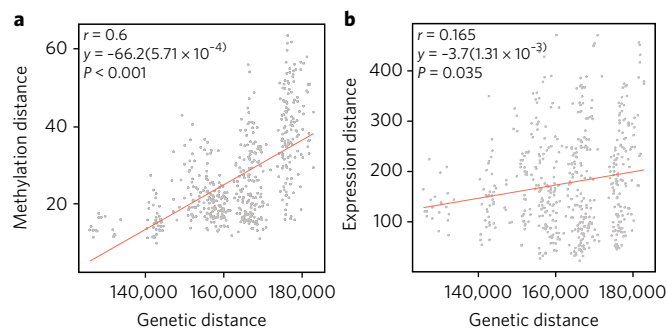 a
r = 0.6
y = –66.2(5.71 × 10⁻⁴)
P < 0.001
Methylation distance
60
40
20
140,000 160,000 180,000
Genetic distance
b
r = 0.165
y = –3.7(1.31 × 10⁻³)
P = 0.035
Expression distance
400
300
200
100
140,000 160,000 180,000
Genetic distance